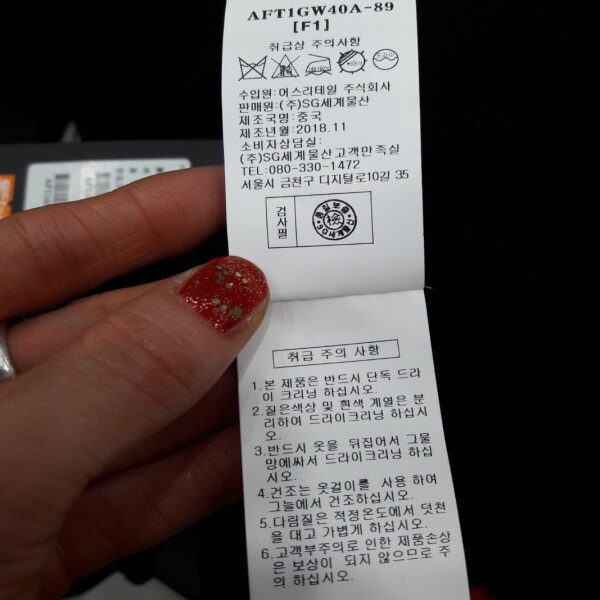 AFT1GW40A-89
[F1]
취급상 주의사항
수입원:어스리테일 주식회사
판매원:(주)SG세계물산
제조국명:중국
제조년월:2018.11
소비자상담실:
(주)SG세계물산고객만족실
TEL:080-330-1472
서울시 금천구 디지털로10길 35
검사필
취급 주의 사항
1.본 제품은 반드시 단독 드라
이 크리닝 하십시오.
2.짙은색상 및 흰색 계열은 분
리하여 드라이크리닝 하십시
오.
3.반드시 옷을 뒤집어서 그물
망에싸서 드라이크리닝 하십
시오.
4.건조는 옷걸이를 사용 하여
그늘에서 건조하십시오.
5.다림질은 적정온도에서 덧천
을 대고 가볍게 하십시오.
6.고객부주의로 인한 제품손상
은 보상이 되지 않으므로 주
의 하십시오.